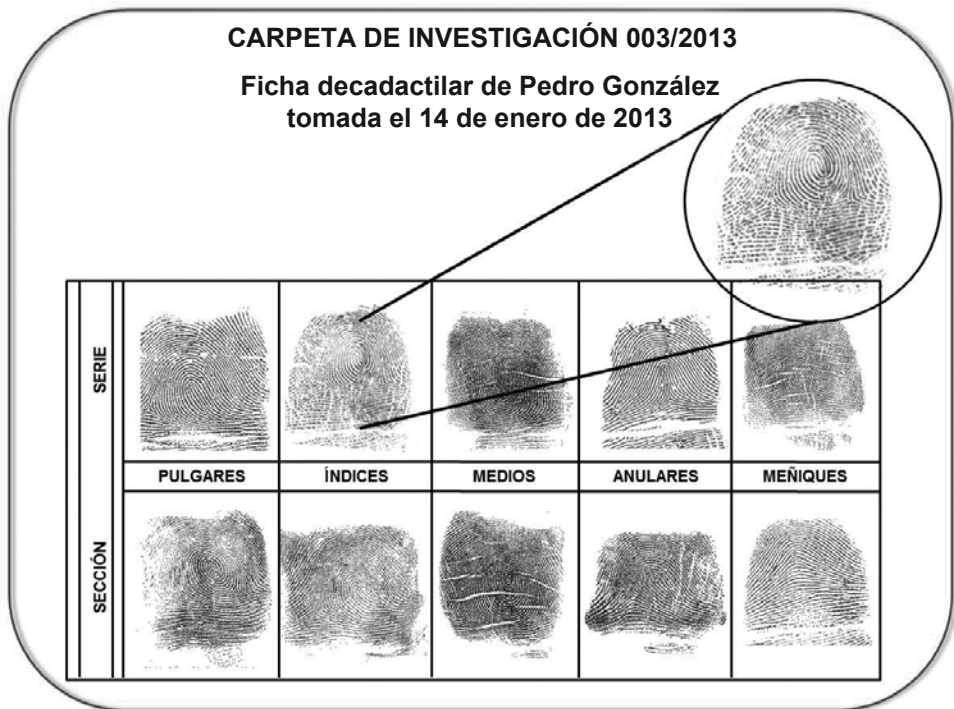 CARPETA DE INVESTIGACIÓN 003/2013
Ficha decadactilar de Pedro González
tomada el 14 de enero de 2013
SERIE
PULGARES ÍNDICES MEDIOS ANULARES MEÑIQUES
SECCIÓN